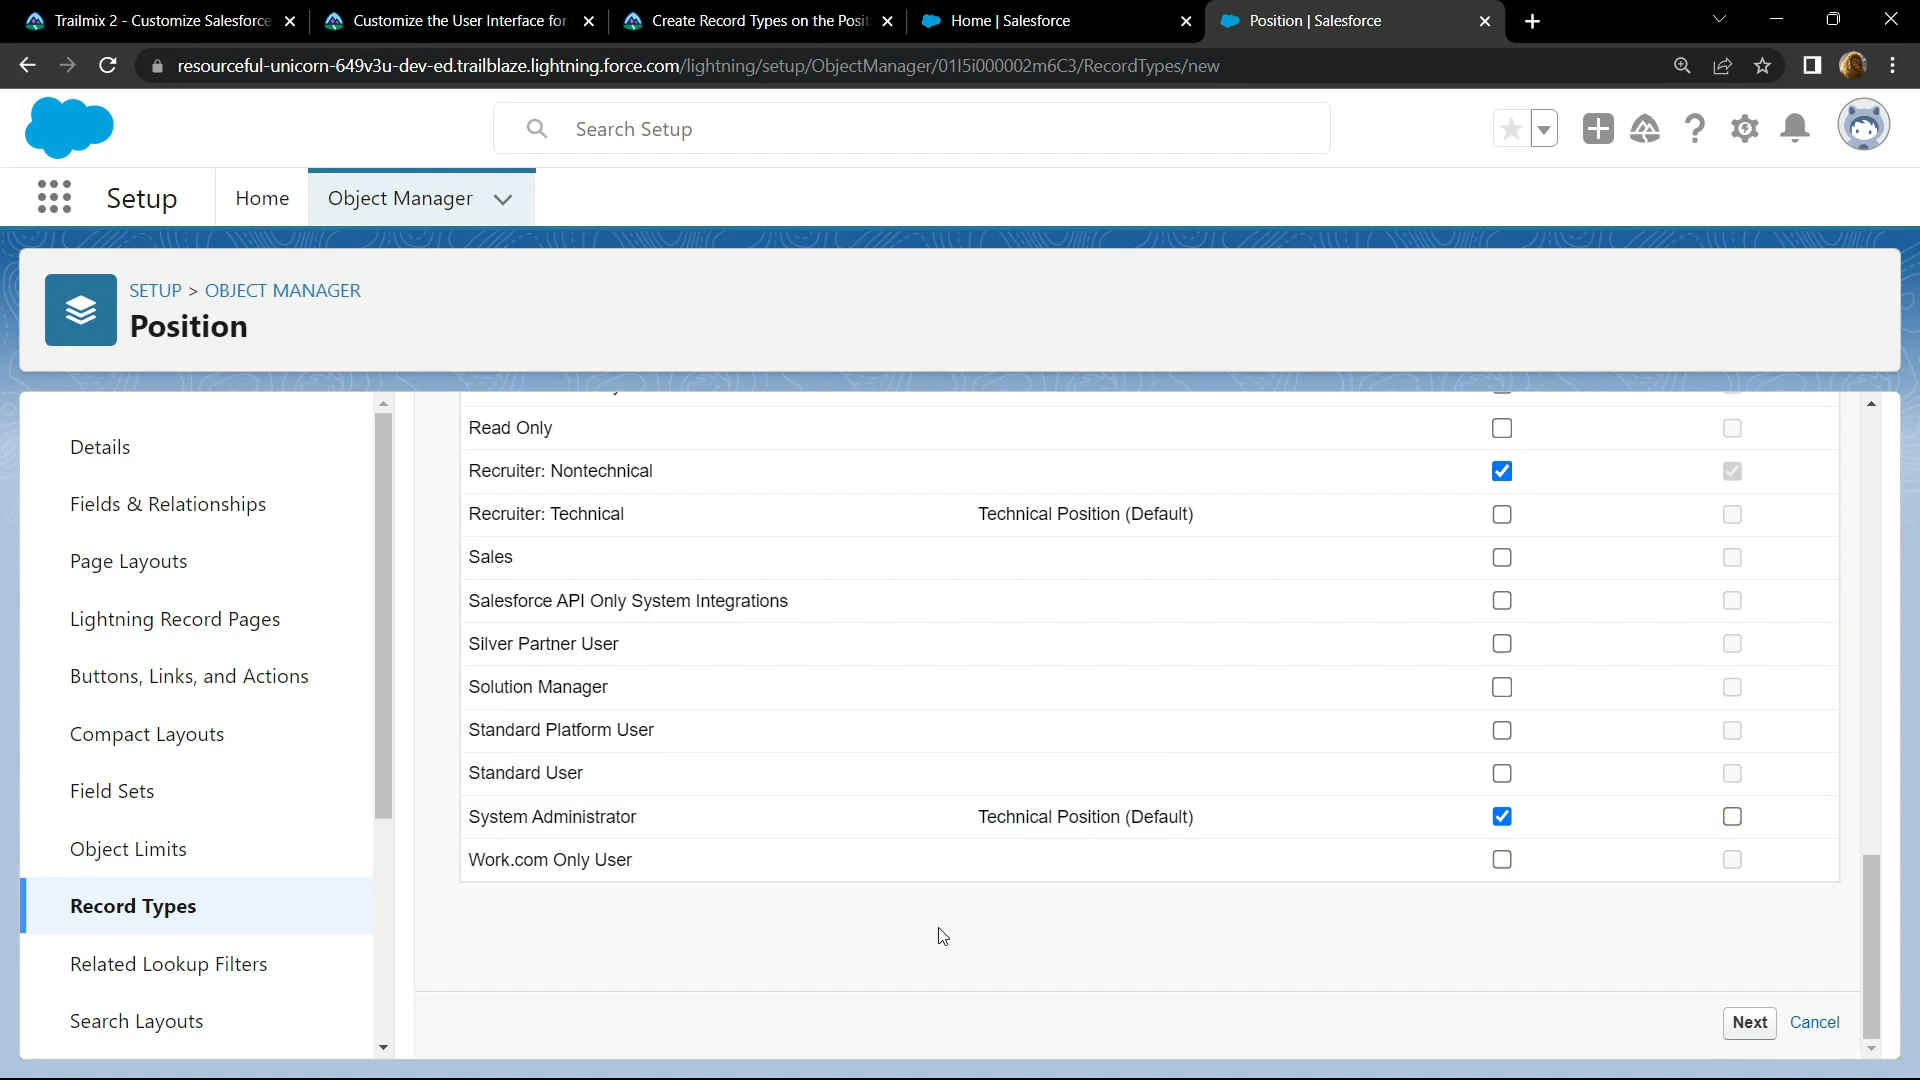 Trailmix 2 - Customize Salesforce
Customize the User Interface for
Create Record Types on the Posit
Home | Salesforce
Position | Salesforce
resourceful-unicorn-649v3u-dev-ed.trailblaze.lightning.force.com/lightning/setup/ObjectManager/01I5i000002m6C3/RecordTypes/new
Search Setup
Setup
Home
Object Manager
SETUP > OBJECT MANAGER
Position
Details
Fields & Relationships
Page Layouts
Lightning Record Pages
Buttons, Links, and Actions
Compact Layouts
Field Sets
Object Limits
Record Types
Related Lookup Filters
Search Layouts
Read Only
Recruiter: Nontechnical
Recruiter: Technical Technical Position (Default)
Sales
Salesforce API Only System Integrations
Silver Partner User
Solution Manager
Standard Platform User
Standard User
System Administrator Technical Position (Default)
Work.com Only User
Next Cancel